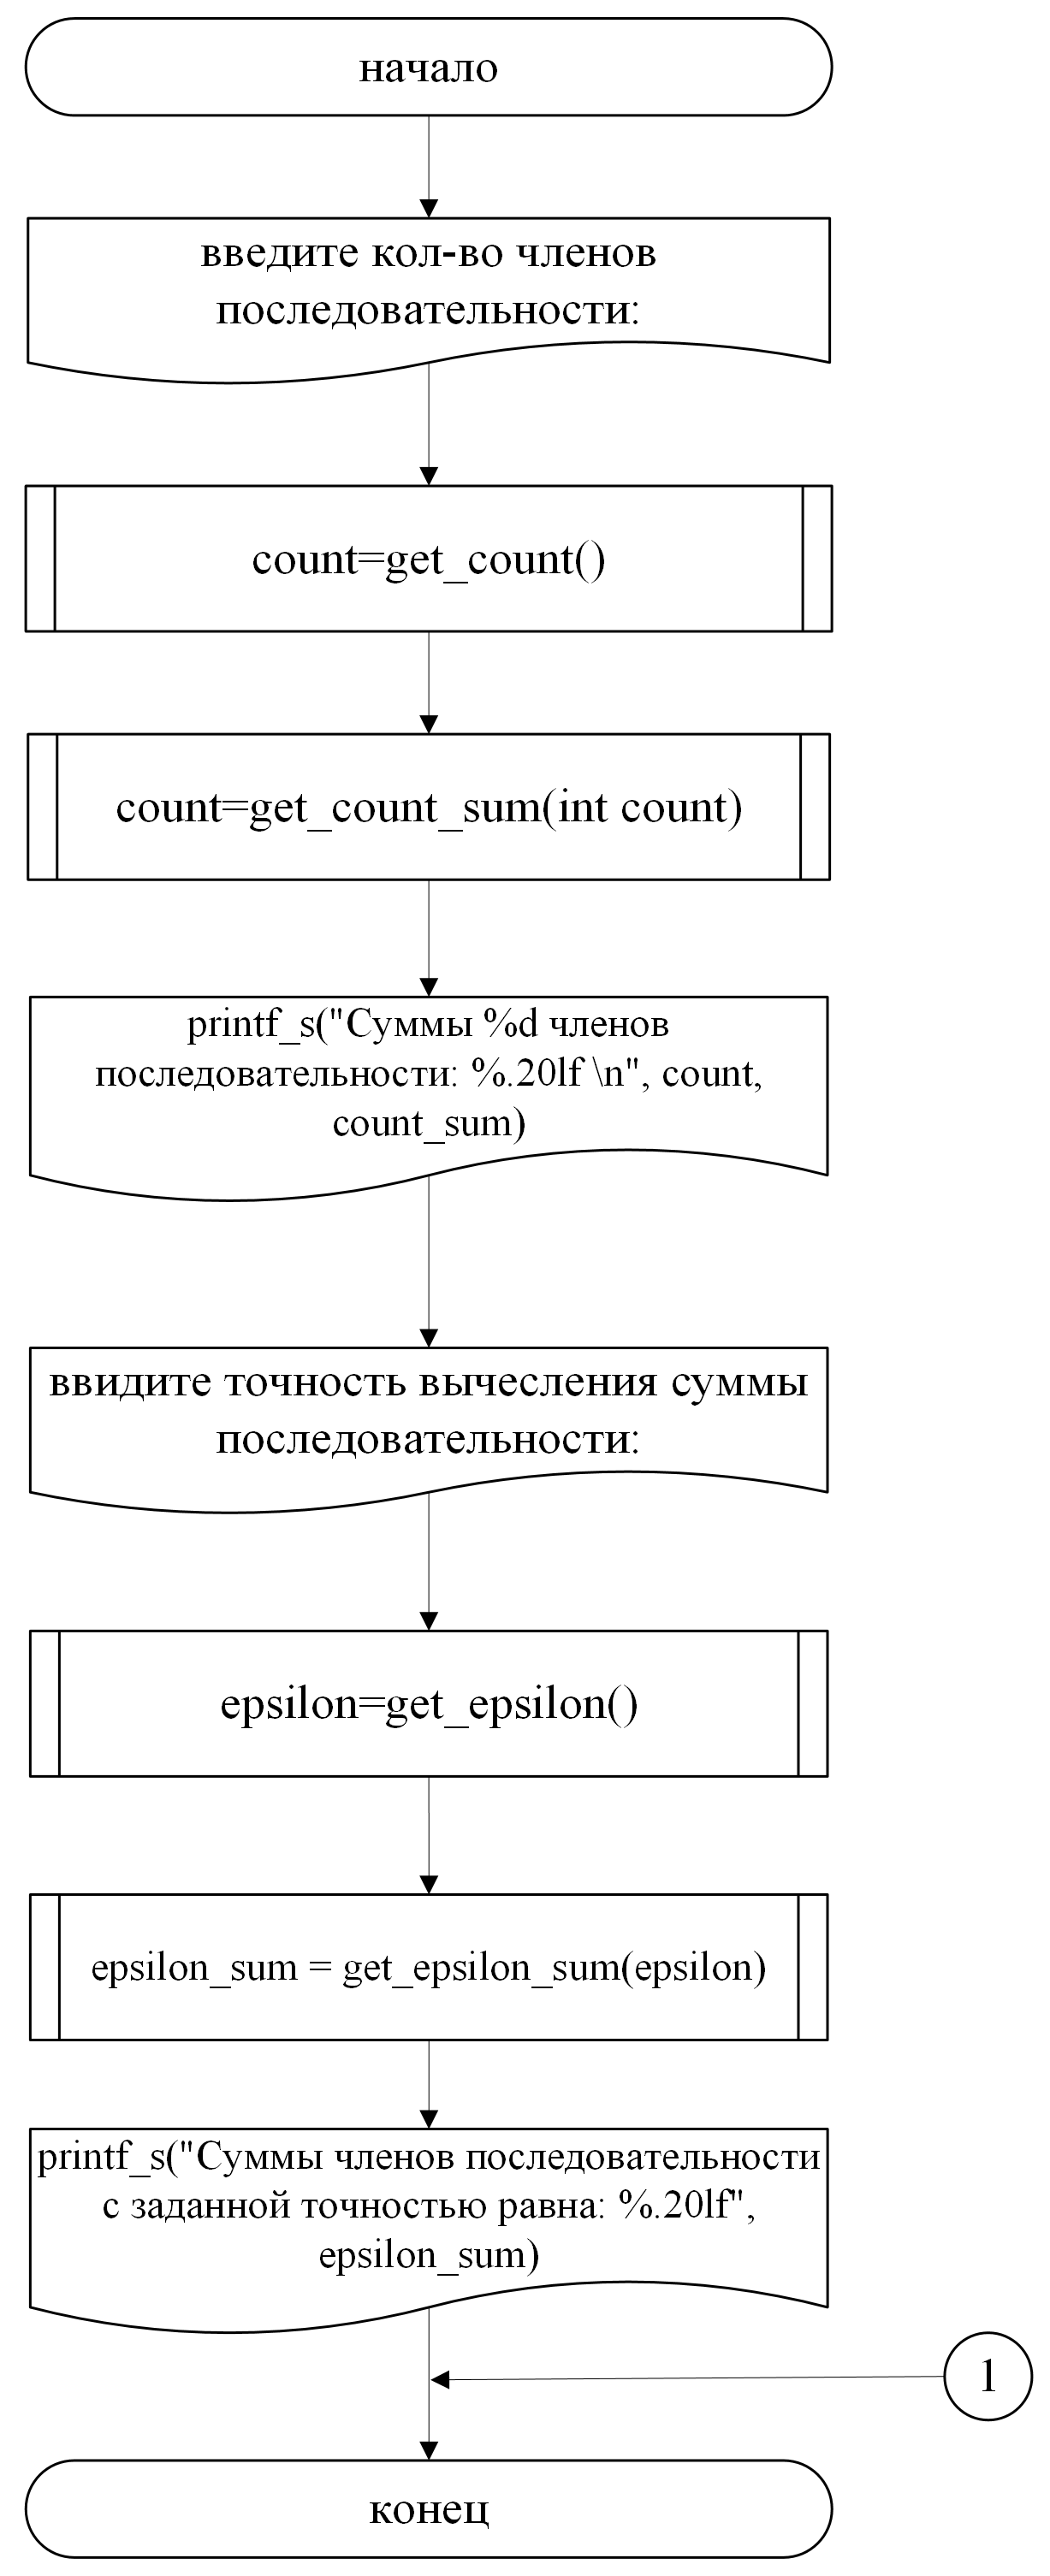 начало
введите кол-во членов
последовательности:
count=get_count()
count=get_count_sum(int count)
printf_s("Суммы %d членов
последовательности: %.20lf \n", count,
count_sum)
ввидите точность вычесления суммы
последовательности:
epsilon=get_epsilon()
epsilon_sum = get_epsilon_sum(epsilon)
printf_s("Суммы членов последовательности
с заданной точностью равна: %.20lf",
epsilon_sum)
1
конец